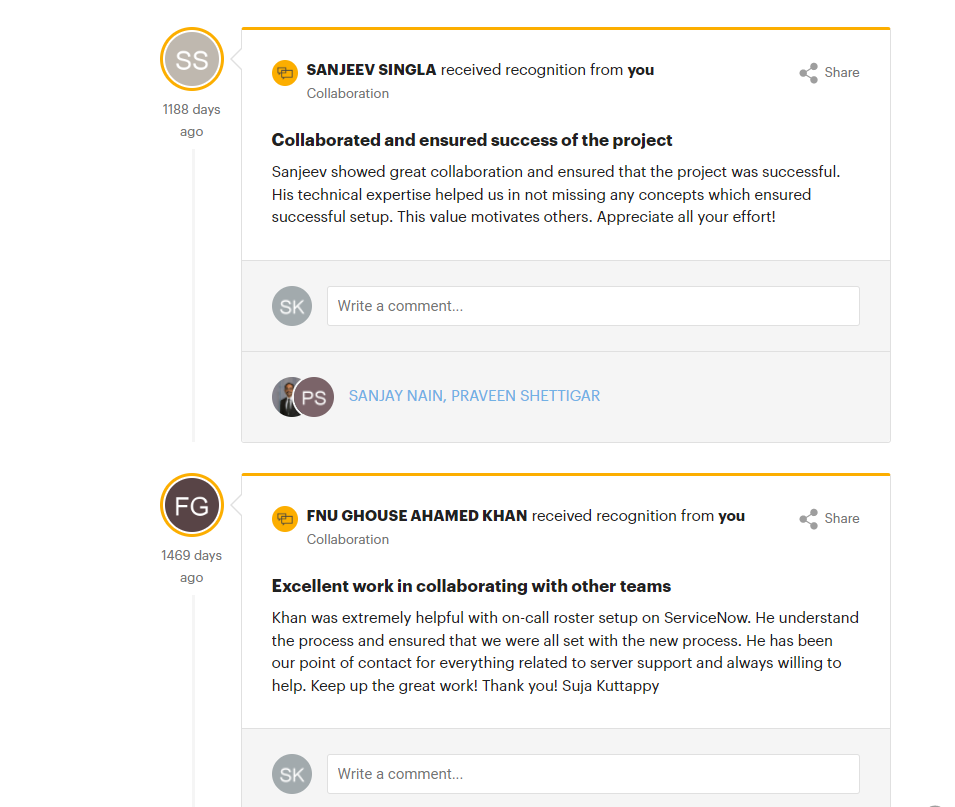 SS
1188 days
ago
SANJEEV SINGLA received recognition from you
Share
Collaboration
Collaborated and ensured success of the project
Sanjeev showed great collaboration and ensured that the project was successful.
His technical expertise helped us in not missing any concepts which ensured
successful setup. This value motivates others. Appreciate all your effort!
SK
Write a comment...
PS
SANJAY NAIN, PRAVEEN SHETTIGAR
FG
1469 days
ago
FNU GHOUSE AHAMED KHAN received recognition from you
Share
Collaboration
Excellent work in collaborating with other teams
Khan was extremely helpful with on-call roster setup on ServiceNow. He understand
the process and ensured that we were all set with the new process. He has been
our point of contact for everything related to server support and always willing to
help. Keep up the great work! Thank you! Suja Kuttappy
SK
Write a comment...